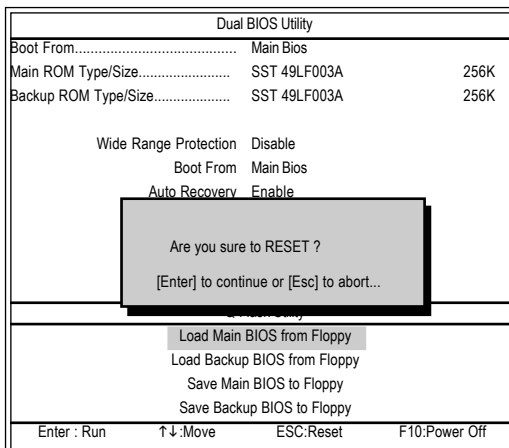 Dual BIOS Utility
Boot From......................................... Main Bios
Main ROM Type/Size....................... SST 49LF003A 256K
Backup ROM Type/Size................... SST 49LF003A 256K
Wide Range Protection Disable
Boot From Main Bios
Auto Recovery Enable
Are you sure to RESET ?
[Enter] to continue or [Esc] to abort...
Load Main BIOS from Floppy
Load Backup BIOS from Floppy
Save Main BIOS to Floppy
Save Backup BIOS to Floppy
Enter : Run ↑↓:Move ESC:Reset F10:Power Off